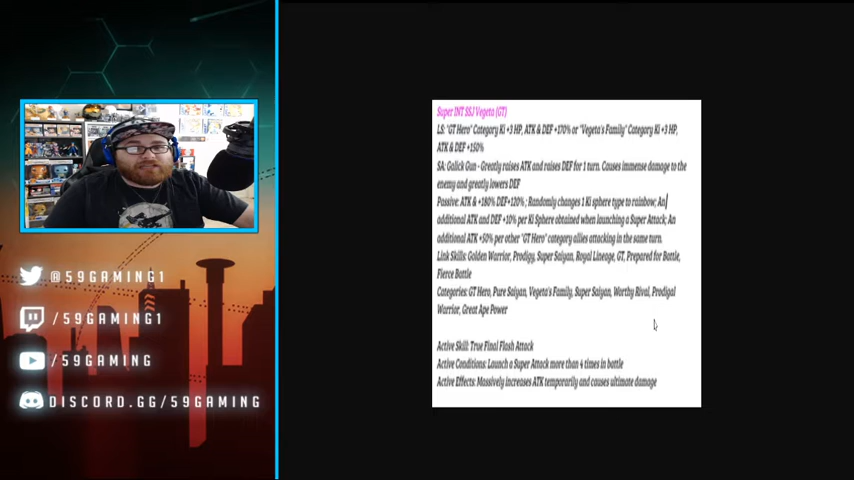 @59GAMING1
/59GAMING1
/59GAMING
DISCORD.GG/59GAMING
Super INT SSJ Vegeta (GT)
LS: "GT Hero" Category Ki +3 HP, ATK & DEF +170% or "Vegeta's Family" Category Ki +3 HP,
ATK & DEF +150%
SA: Galick Gun - Greatly raises ATK and raises DEF for 1 turn. Causes immense damage to the
enemy and greatly lowers DEF
Passive: ATK & +180% DEF+120% ; Randomly changes 1 Ki sphere type to rainbow; An
additional ATK and DEF +10% per Ki Sphere obtained when launching a Super Attack; An
additional ATK +50% per other "GT Hero" category allies attacking in the same turn.
Link Skills: Golden Warrior, Prodigy, Super Saiyan, Royal Lineage, GT, Prepared for Battle,
Fierce Battle
Categories: GT Hero, Pure Saiyan, Vegeta's Family, Super Saiyan, Worthy Rival, Prodigal
Warrior, Great Ape Power
Active Skill: True Final Flash Attack
Active Conditions: Launch a Super Attack more than 4 times in battle
Active Effects: Massively increases ATK temporarily and causes ultimate damage